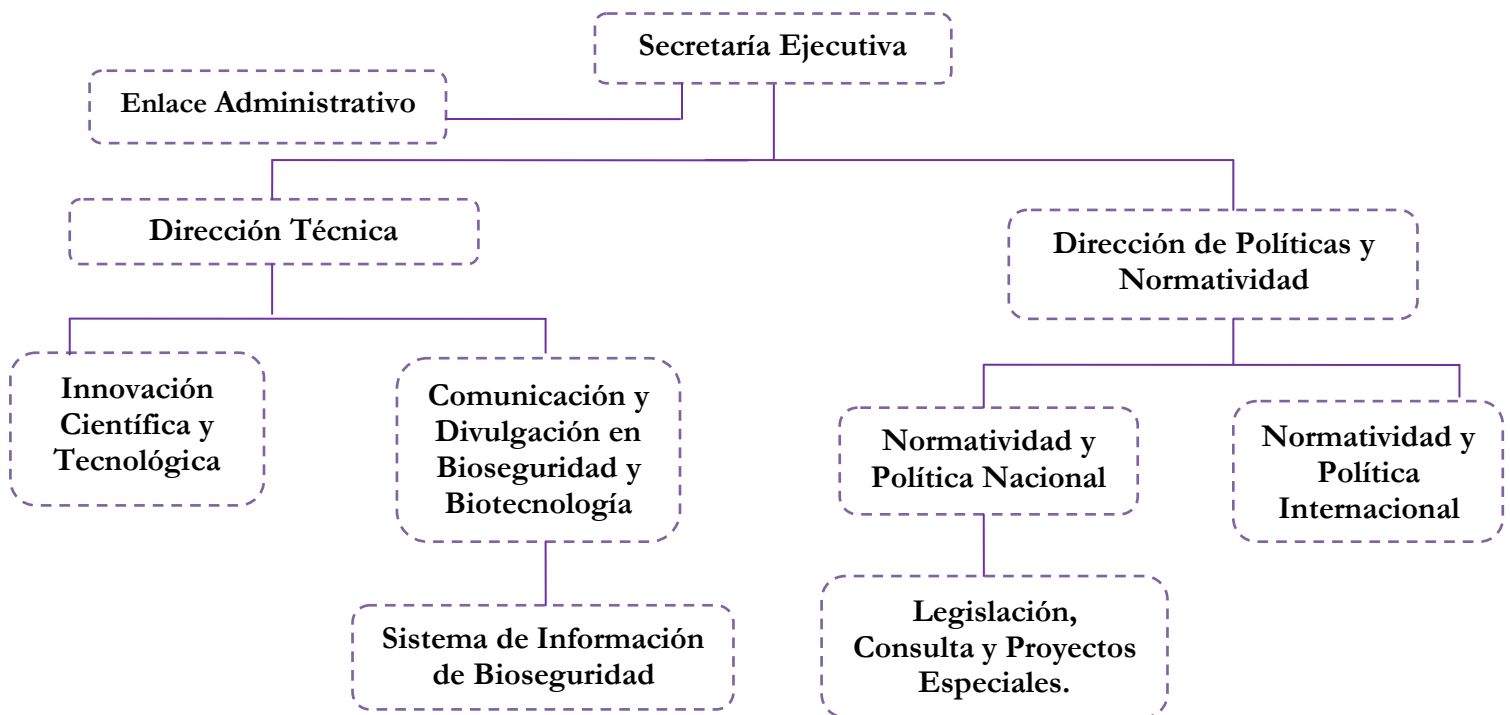 Secretaría Ejecutiva
Enlace Administrativo
Dirección Técnica
Dirección de Políticas y
Normatividad
Innovación
Científica y
Tecnológica
Comunicación y
Divulgación en
Bioseguridad y
Biotecnología
Normatividad y
Política Nacional
Normatividad y
Política
Internacional
Sistema de Información
de Bioseguridad
Legislación,
Consulta y Proyectos
Especiales.